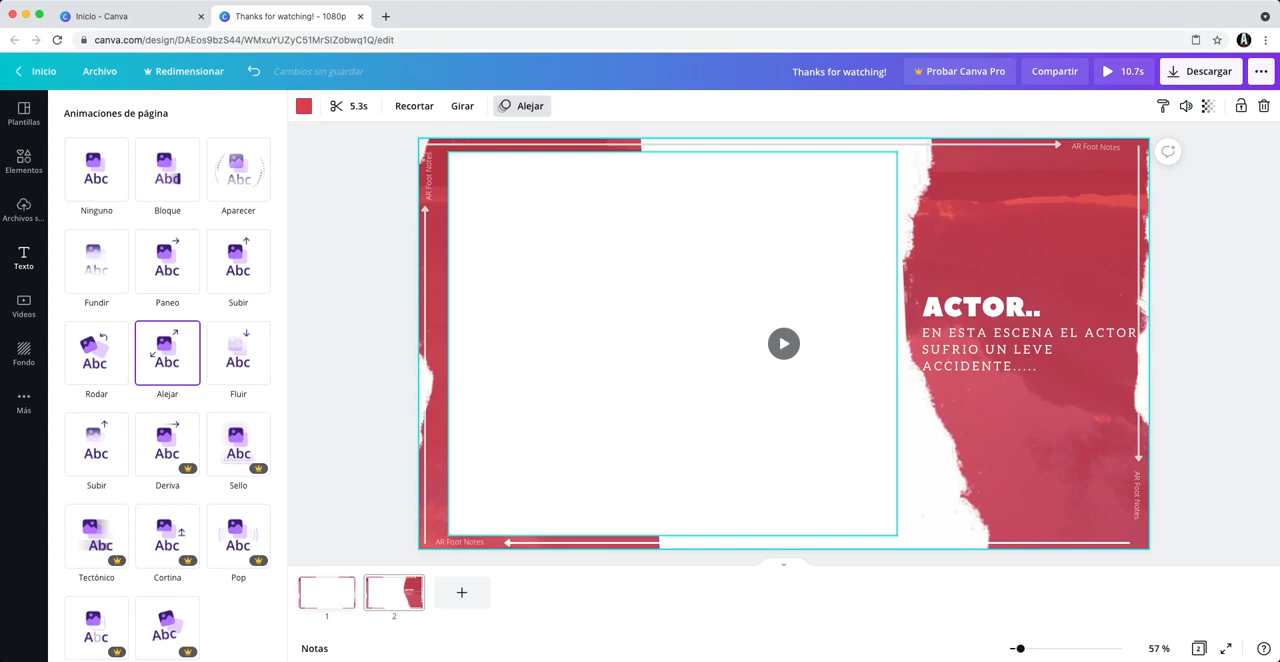 Inicio - Canva
Thanks for watching! - 1080p
canva.com/design/DAEos9bzS44/WMxuYUZyC51MrSIZobwq1Q/edit
Inicio
Archivo
Redimensionar
Cambios sin guardar
Thanks for watching!
Probar Canva Pro
Compartir
10.7s
Descargar
Plantillas
Elementos
Archivos s...
Texto
Videos
Fondo
Más
Animaciones de página
Abc
Abc
Abc
Ninguno
Bloque
Aparecer
Abc
Abc
Abc
Fundir
Paneo
Subir
Abc
Abc
Abc
Rodar
Alejar
Fluir
Abc
Abc
Abc
Subir
Deriva
Sello
Abc
Abc
Abc
Tectónico
Cortina
Pop
Abc
Abc
5.3s
Recortar
Girar
Alejar
AR Foot Notes
AR Foot Notes
ACTOR..
EN ESTA ESCENA EL ACTOR
SUFRIO UN LEVE
ACCIDENTE.....
AR Foot Notes
AR Foot Notes
1
2
Notas
57 %
2